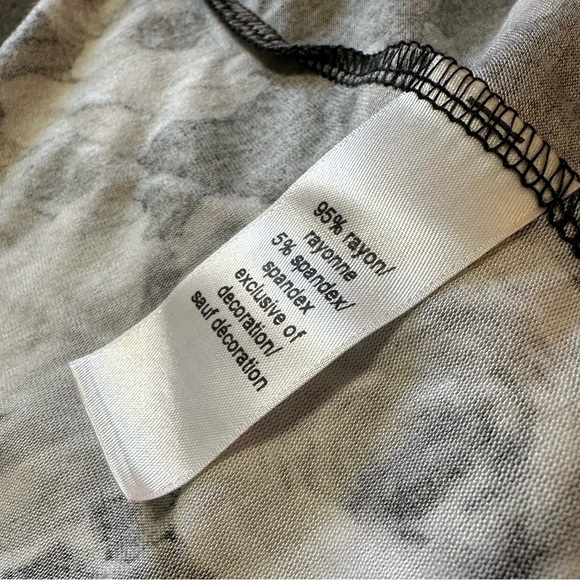 95% rayon/
rayonne
5% spandex/
spandex
exclusive of
decoration/
sauf décoration